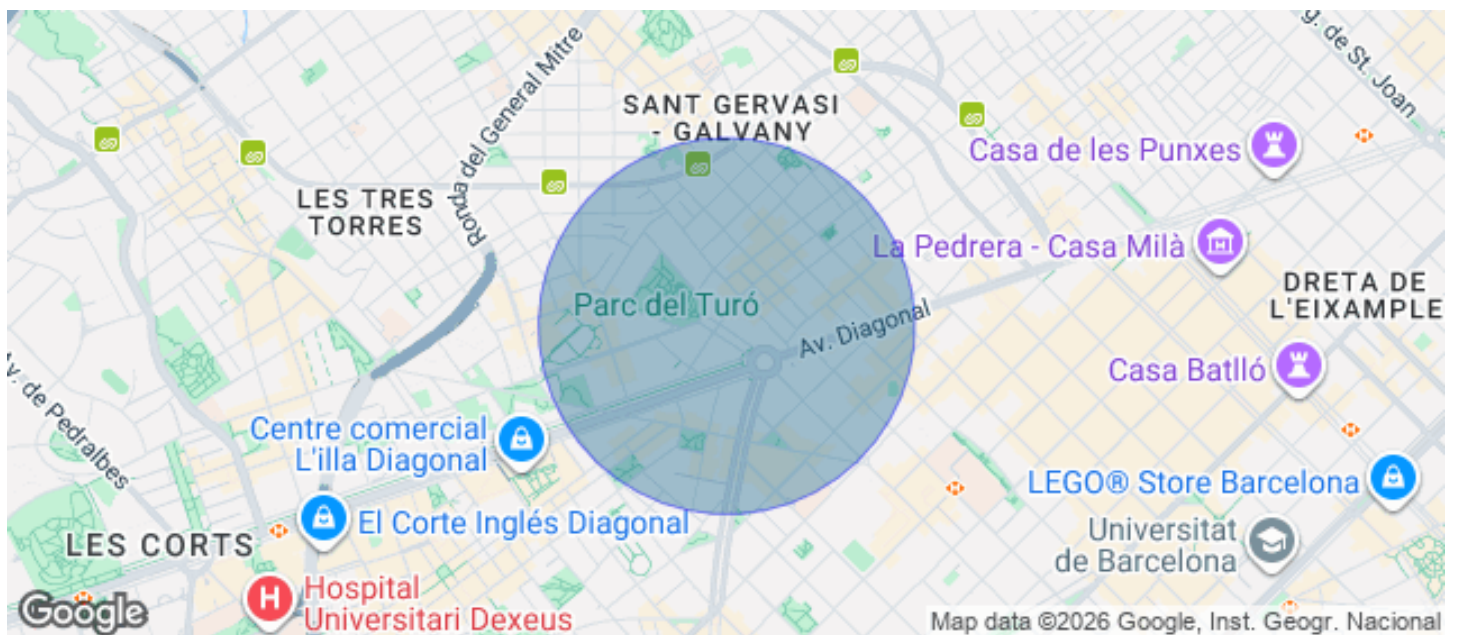 g. de St. Joan
Ronda del General Mitre
SANT GERVASI
- GALVANY
Casa de les Punxes
LES TRES
TORRES
La Pedrera - Casa Milà
DRETA DE
L'EIXAMPLE
Parc del Turó
Av. Diagonal
Casa Batlló
Av. de Pedralbes
Centre comercial
L'illa Diagonal
LEGO® Store Barcelona
El Corte Inglés Diagonal
Universitat
de Barcelona
LES CORTS
H
Hospital
Universitari Dexeus
Google
Map data ©2026 Google, Inst. Geogr. Nacional